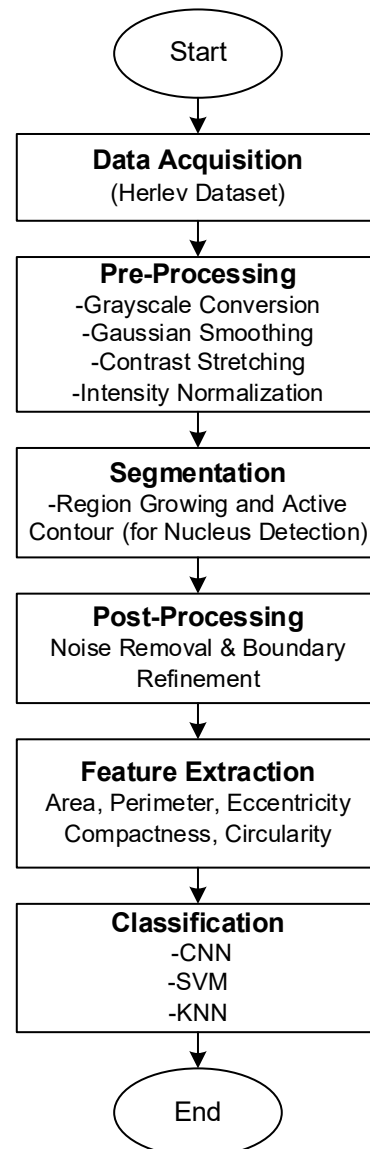 Start
Data Acquisition
(Herlev Dataset)
Pre-Processing
-Grayscale Conversion
-Gaussian Smoothing
-Contrast Stretching
-Intensity Normalization
Segmentation
-Region Growing and Active
Contour (for Nucleus Detection)
Post-Processing
Noise Removal & Boundary
Refinement
Feature Extraction
Area, Perimeter, Eccentricity
Compactness, Circularity
Classification
-CNN
-SVM
-KNN
End